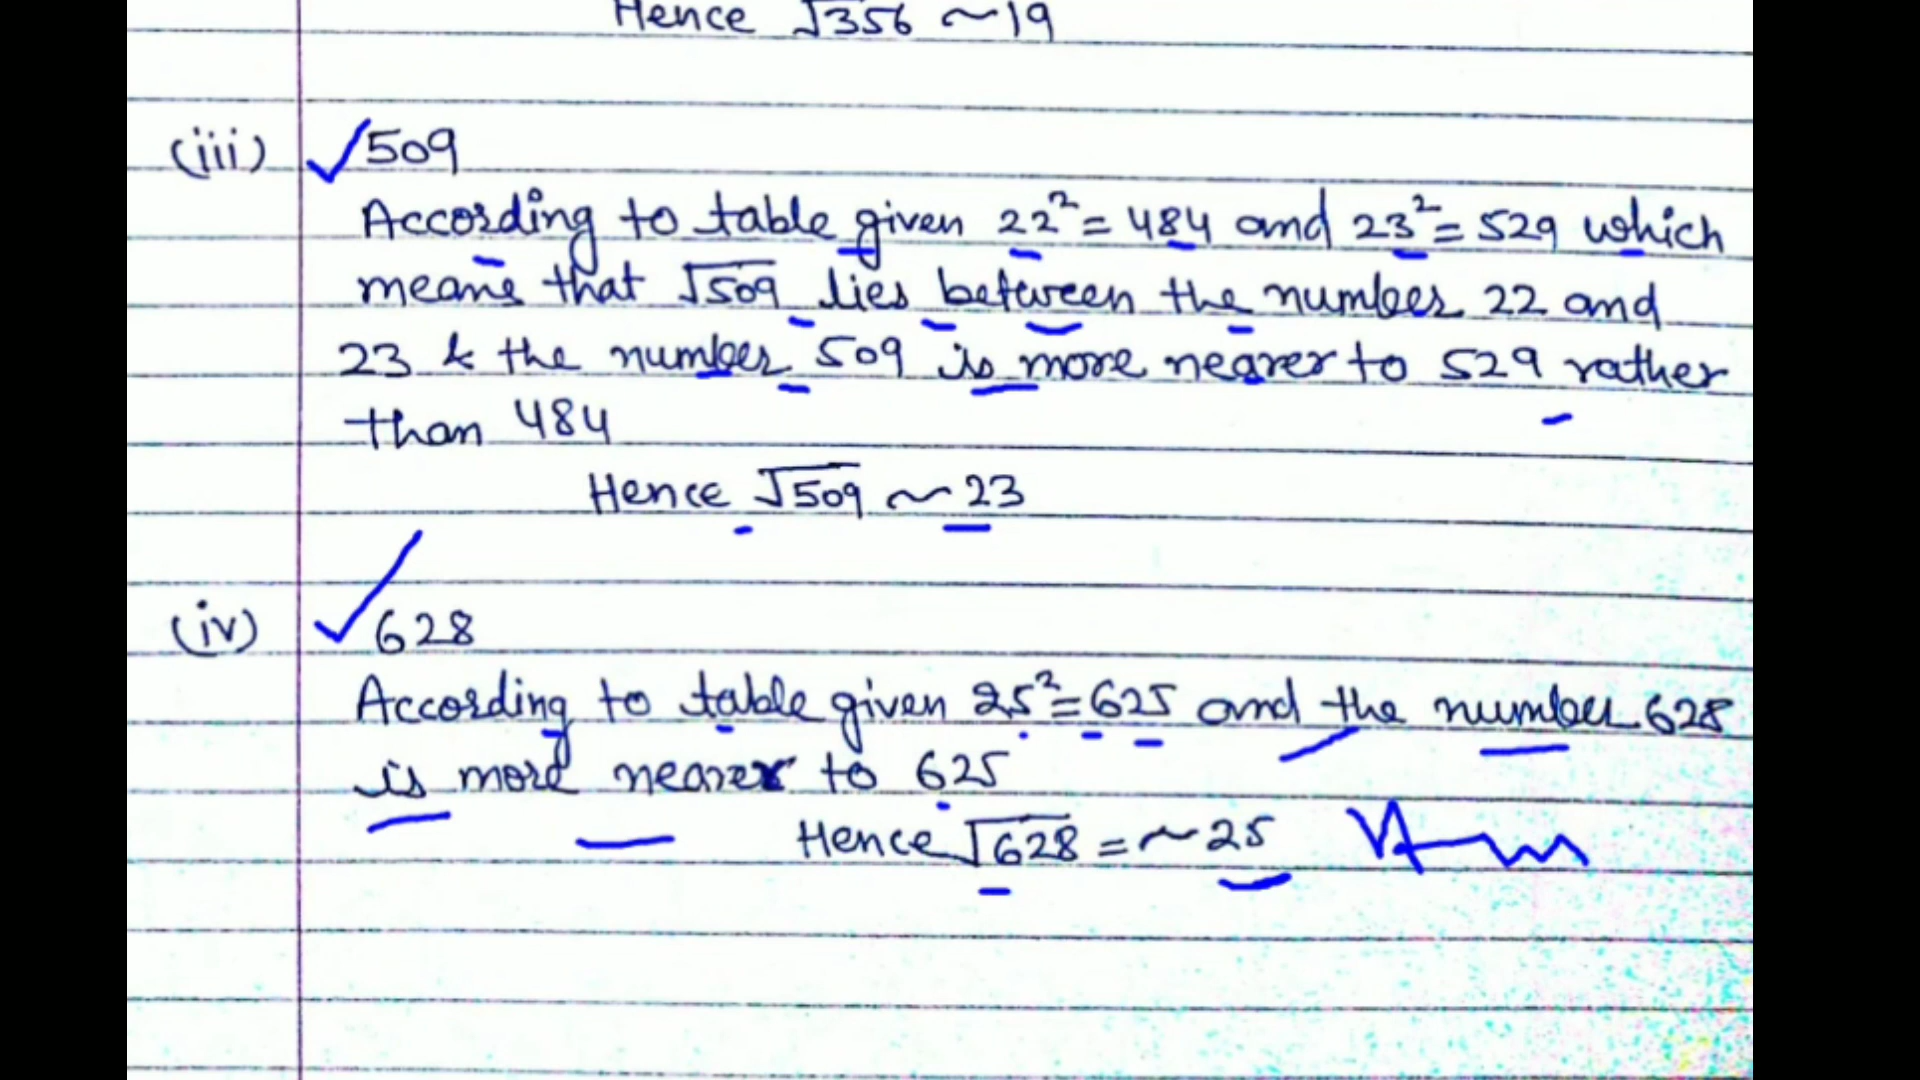 Hence √356 ~19
(iii) 509
According to table given 22² = 484 and 23² = 529 which
means that √509 lies between the number 22 and
23 & the number 509 is more nearer to 529 rather
than 484
Hence √509 ~ 23
(iv) 628
According to table given 25² = 625 and the number 628
is more nearer to 625
Hence √628 = ~25